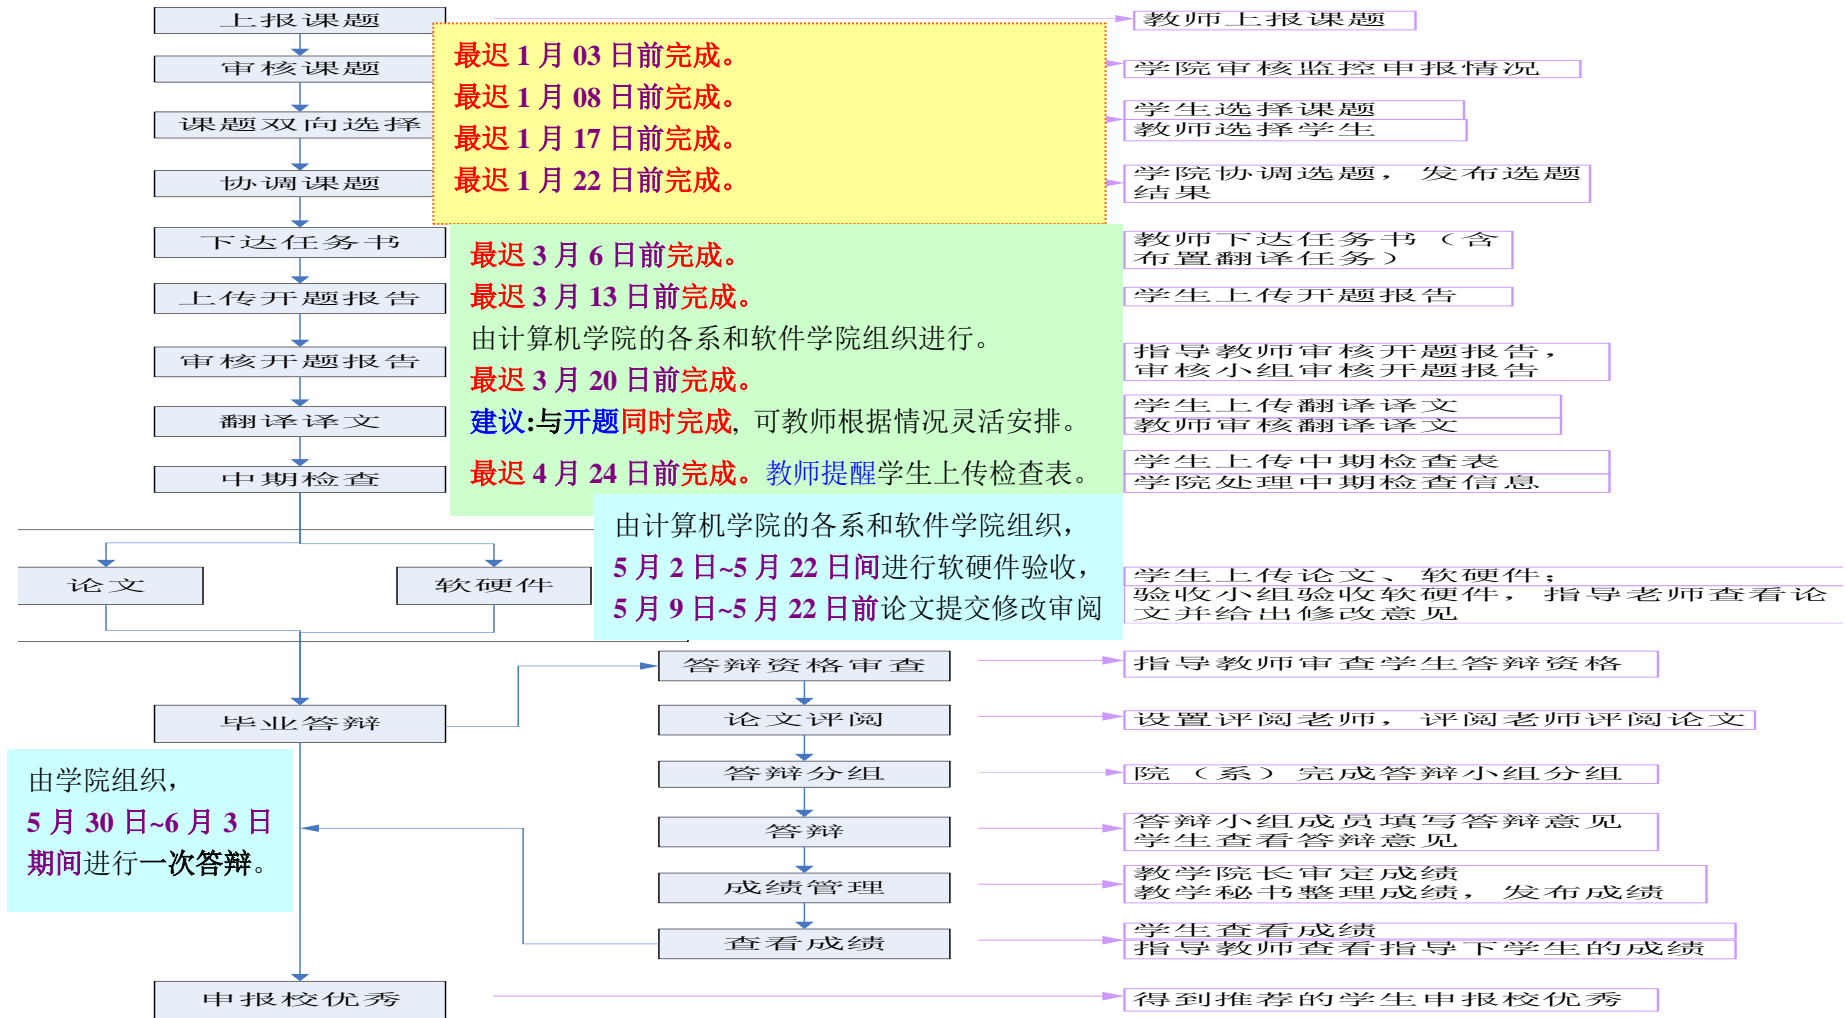 上报课题
教师上报课题
最迟 1 月 03 日前完成。
审核课题
学院审核监控申报情况
最迟 1 月 08 日前完成。
课题双向选择
学生选择课题
教师选择学生
最迟 1 月 17 日前完成。
最迟 1 月 22 日前完成。
协调课题
学院协调选题，发布选题
结果
下达任务书
教师下达任务书（含
布置翻译任务）
最迟 3 月 6 日前完成。
上传开题报告
学生上传开题报告
最迟 3 月 13 日前完成。
由计算机学院的各系和软件学院组织进行。
审核开题报告
指导教师审核开题报告，
审核小组审核开题报告
最迟 3 月 20 日前完成。
翻译译文
学生上传翻译译文
教师审核翻译译文
建议:与开题同时完成, 可教师根据情况灵活安排。
中期检查
学生上传中期检查表
学院处理中期检查信息
最迟 4 月 24 日前完成。教师提醒学生上传检查表。
由计算机学院的各系和软件学院组织，
5 月 2 日~5 月 22 日间进行软硬件验收，
5 月 9 日~5 月 22 日前论文提交修改审阅
论文
软硬件
学生上传论文、软硬件；
验收小组验收软硬件，指导老师查看论
文并给出修改意见
答辩资格审查
指导教师审查学生答辩资格
毕业答辩
论文评阅
设置评阅老师，评阅老师评阅论文
答辩分组
院（系）完成答辩小组分组
由学院组织，
5 月 30 日~6 月 3 日
期间进行一次答辩。
答辩
答辩小组成员填写答辩意见
学生查看答辩意见
成绩管理
教学院长审定成绩
教学秘书整理成绩，发布成绩
查看成绩
学生查看成绩
指导教师查看指导下学生的成绩
申报校优秀
得到推荐的学生申报校优秀